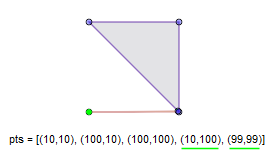 pts = [(10,10), (100,10), (100,100), (10,100), (99,99)]